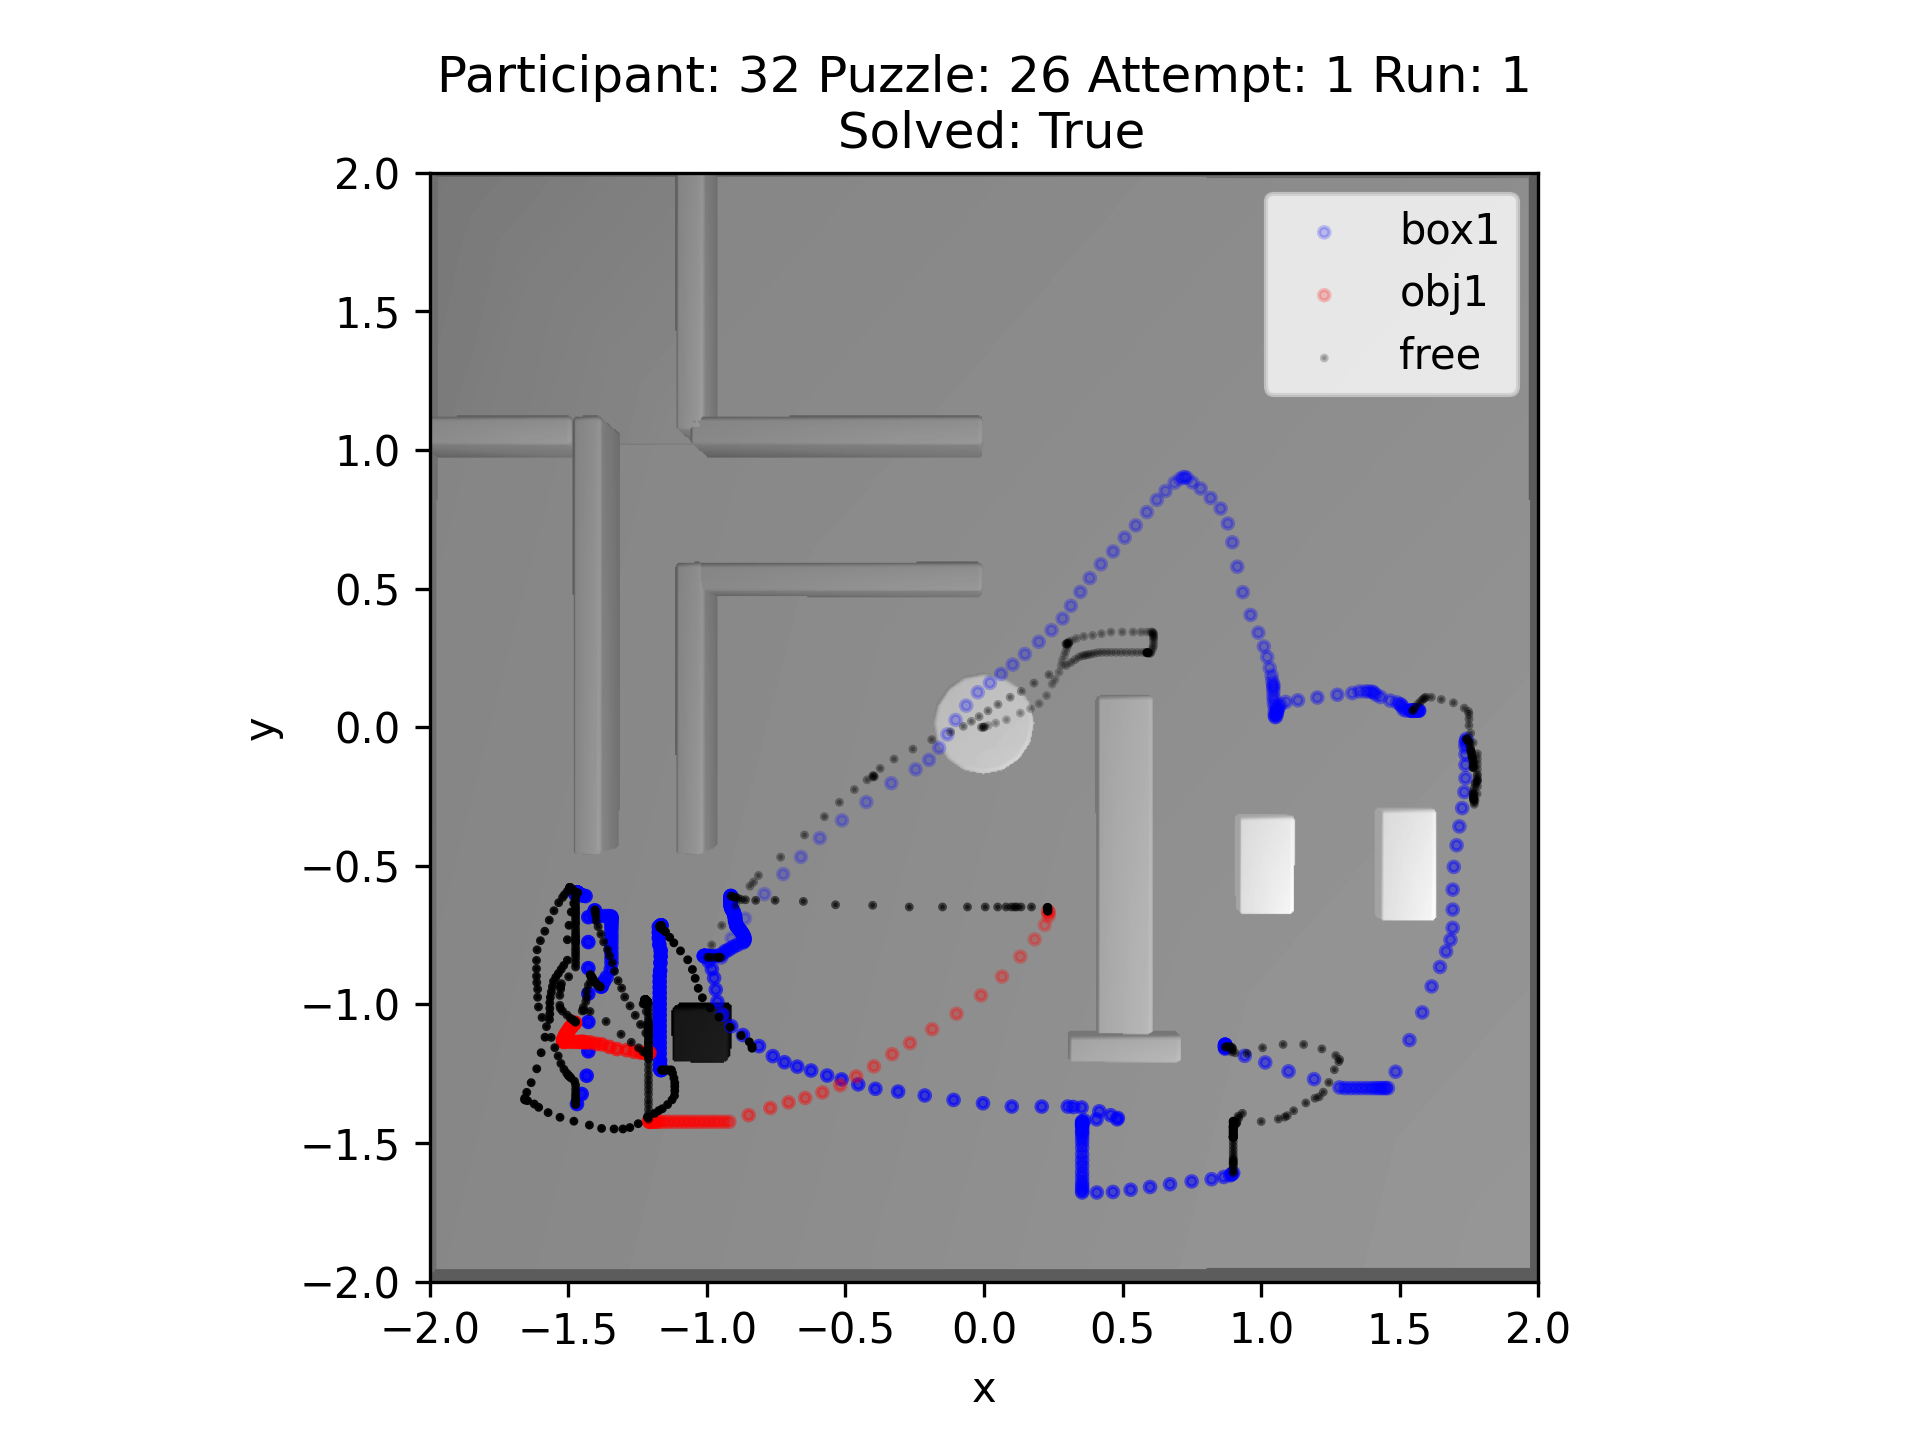 Participant: 32 Puzzle: 26 Attempt: 1 Run: 1
Solved: True
box1
obj1
free
2.0
1.5
1.0
0.5
0.0
−0.5
−1.0
−1.5
−2.0
y
−2.0 −1.5 −1.0 −0.5 0.0 0.5 1.0 1.5 2.0
x